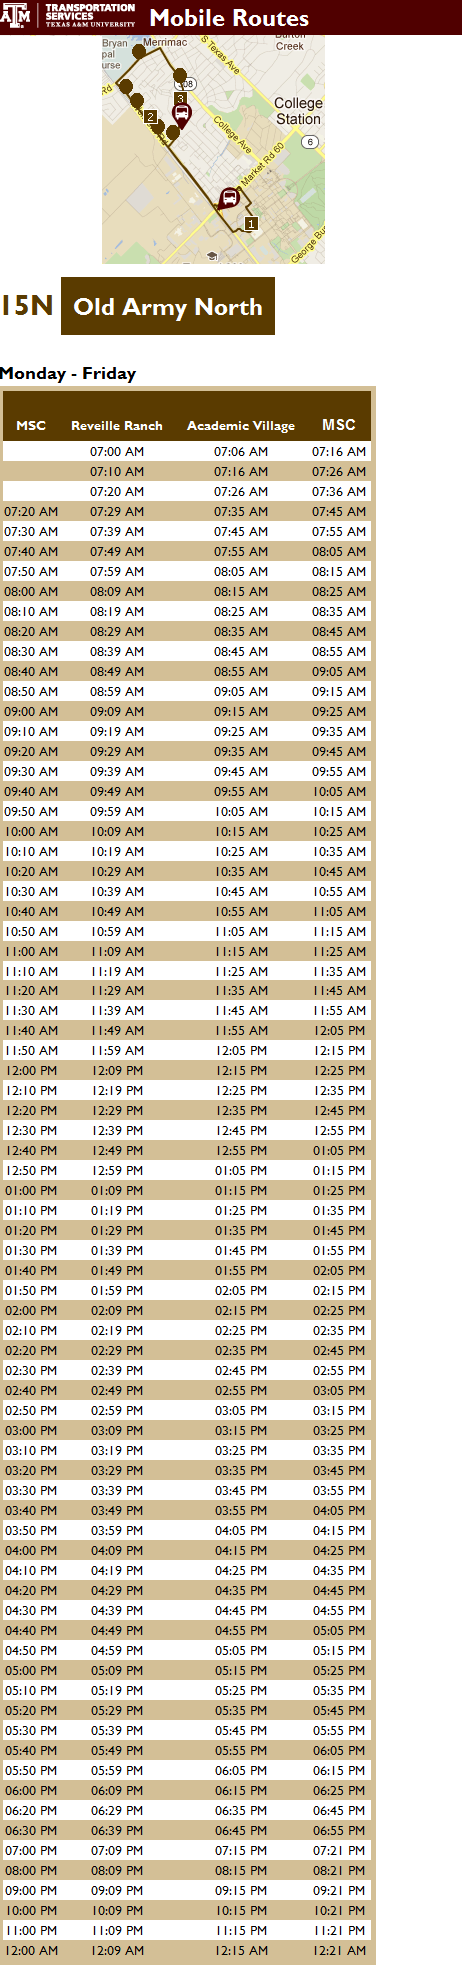 TRANSPORTATION
SERVICES
TEXAS A&M UNIVERSITY
Mobile Routes
Bryan
Merrimac
Burton
pal
Creek
urse
S Texas Ave
Rd
08
3
College
Station
2
College Ave
6
Market Rd 60
1
George Bu
15N Old Army North
Monday - Friday
MSC Reveille Ranch Academic Village MSC
07:00 AM 07:06 AM 07:16 AM
07:10 AM 07:16 AM 07:26 AM
07:20 AM 07:26 AM 07:36 AM
07:20 AM 07:29 AM 07:35 AM 07:45 AM
07:30 AM 07:39 AM 07:45 AM 07:55 AM
07:40 AM 07:49 AM 07:55 AM 08:05 AM
07:50 AM 07:59 AM 08:05 AM 08:15 AM
08:00 AM 08:09 AM 08:15 AM 08:25 AM
08:10 AM 08:19 AM 08:25 AM 08:35 AM
08:20 AM 08:29 AM 08:35 AM 08:45 AM
08:30 AM 08:39 AM 08:45 AM 08:55 AM
08:40 AM 08:49 AM 08:55 AM 09:05 AM
08:50 AM 08:59 AM 09:05 AM 09:15 AM
09:00 AM 09:09 AM 09:15 AM 09:25 AM
09:10 AM 09:19 AM 09:25 AM 09:35 AM
09:20 AM 09:29 AM 09:35 AM 09:45 AM
09:30 AM 09:39 AM 09:45 AM 09:55 AM
09:40 AM 09:49 AM 09:55 AM 10:05 AM
09:50 AM 09:59 AM 10:05 AM 10:15 AM
10:00 AM 10:09 AM 10:15 AM 10:25 AM
10:10 AM 10:19 AM 10:25 AM 10:35 AM
10:20 AM 10:29 AM 10:35 AM 10:45 AM
10:30 AM 10:39 AM 10:45 AM 10:55 AM
10:40 AM 10:49 AM 10:55 AM 11:05 AM
10:50 AM 10:59 AM 11:05 AM 11:15 AM
11:00 AM 11:09 AM 11:15 AM 11:25 AM
11:10 AM 11:19 AM 11:25 AM 11:35 AM
11:20 AM 11:29 AM 11:35 AM 11:45 AM
11:30 AM 11:39 AM 11:45 AM 11:55 AM
11:40 AM 11:49 AM 11:55 AM 12:05 PM
11:50 AM 11:59 AM 12:05 PM 12:15 PM
12:00 PM 12:09 PM 12:15 PM 12:25 PM
12:10 PM 12:19 PM 12:25 PM 12:35 PM
12:20 PM 12:29 PM 12:35 PM 12:45 PM
12:30 PM 12:39 PM 12:45 PM 12:55 PM
12:40 PM 12:49 PM 12:55 PM 01:05 PM
12:50 PM 12:59 PM 01:05 PM 01:15 PM
01:00 PM 01:09 PM 01:15 PM 01:25 PM
01:10 PM 01:19 PM 01:25 PM 01:35 PM
01:20 PM 01:29 PM 01:35 PM 01:45 PM
01:30 PM 01:39 PM 01:45 PM 01:55 PM
01:40 PM 01:49 PM 01:55 PM 02:05 PM
01:50 PM 01:59 PM 02:05 PM 02:15 PM
02:00 PM 02:09 PM 02:15 PM 02:25 PM
02:10 PM 02:19 PM 02:25 PM 02:35 PM
02:20 PM 02:29 PM 02:35 PM 02:45 PM
02:30 PM 02:39 PM 02:45 PM 02:55 PM
02:40 PM 02:49 PM 02:55 PM 03:05 PM
02:50 PM 02:59 PM 03:05 PM 03:15 PM
03:00 PM 03:09 PM 03:15 PM 03:25 PM
03:10 PM 03:19 PM 03:25 PM 03:35 PM
03:20 PM 03:29 PM 03:35 PM 03:45 PM
03:30 PM 03:39 PM 03:45 PM 03:55 PM
03:40 PM 03:49 PM 03:55 PM 04:05 PM
03:50 PM 03:59 PM 04:05 PM 04:15 PM
04:00 PM 04:09 PM 04:15 PM 04:25 PM
04:10 PM 04:19 PM 04:25 PM 04:35 PM
04:20 PM 04:29 PM 04:35 PM 04:45 PM
04:30 PM 04:39 PM 04:45 PM 04:55 PM
04:40 PM 04:49 PM 04:55 PM 05:05 PM
04:50 PM 04:59 PM 05:05 PM 05:15 PM
05:00 PM 05:09 PM 05:15 PM 05:25 PM
05:10 PM 05:19 PM 05:25 PM 05:35 PM
05:20 PM 05:29 PM 05:35 PM 05:45 PM
05:30 PM 05:39 PM 05:45 PM 05:55 PM
05:40 PM 05:49 PM 05:55 PM 06:05 PM
05:50 PM 05:59 PM 06:05 PM 06:15 PM
06:00 PM 06:09 PM 06:15 PM 06:25 PM
06:20 PM 06:29 PM 06:35 PM 06:45 PM
06:30 PM 06:39 PM 06:45 PM 06:55 PM
07:00 PM 07:09 PM 07:15 PM 07:21 PM
08:00 PM 08:09 PM 08:15 PM 08:21 PM
09:00 PM 09:09 PM 09:15 PM 09:21 PM
10:00 PM 10:09 PM 10:15 PM 10:21 PM
11:00 PM 11:09 PM 11:15 PM 11:21 PM
12:00 AM 12:09 AM 12:15 AM 12:21 AM